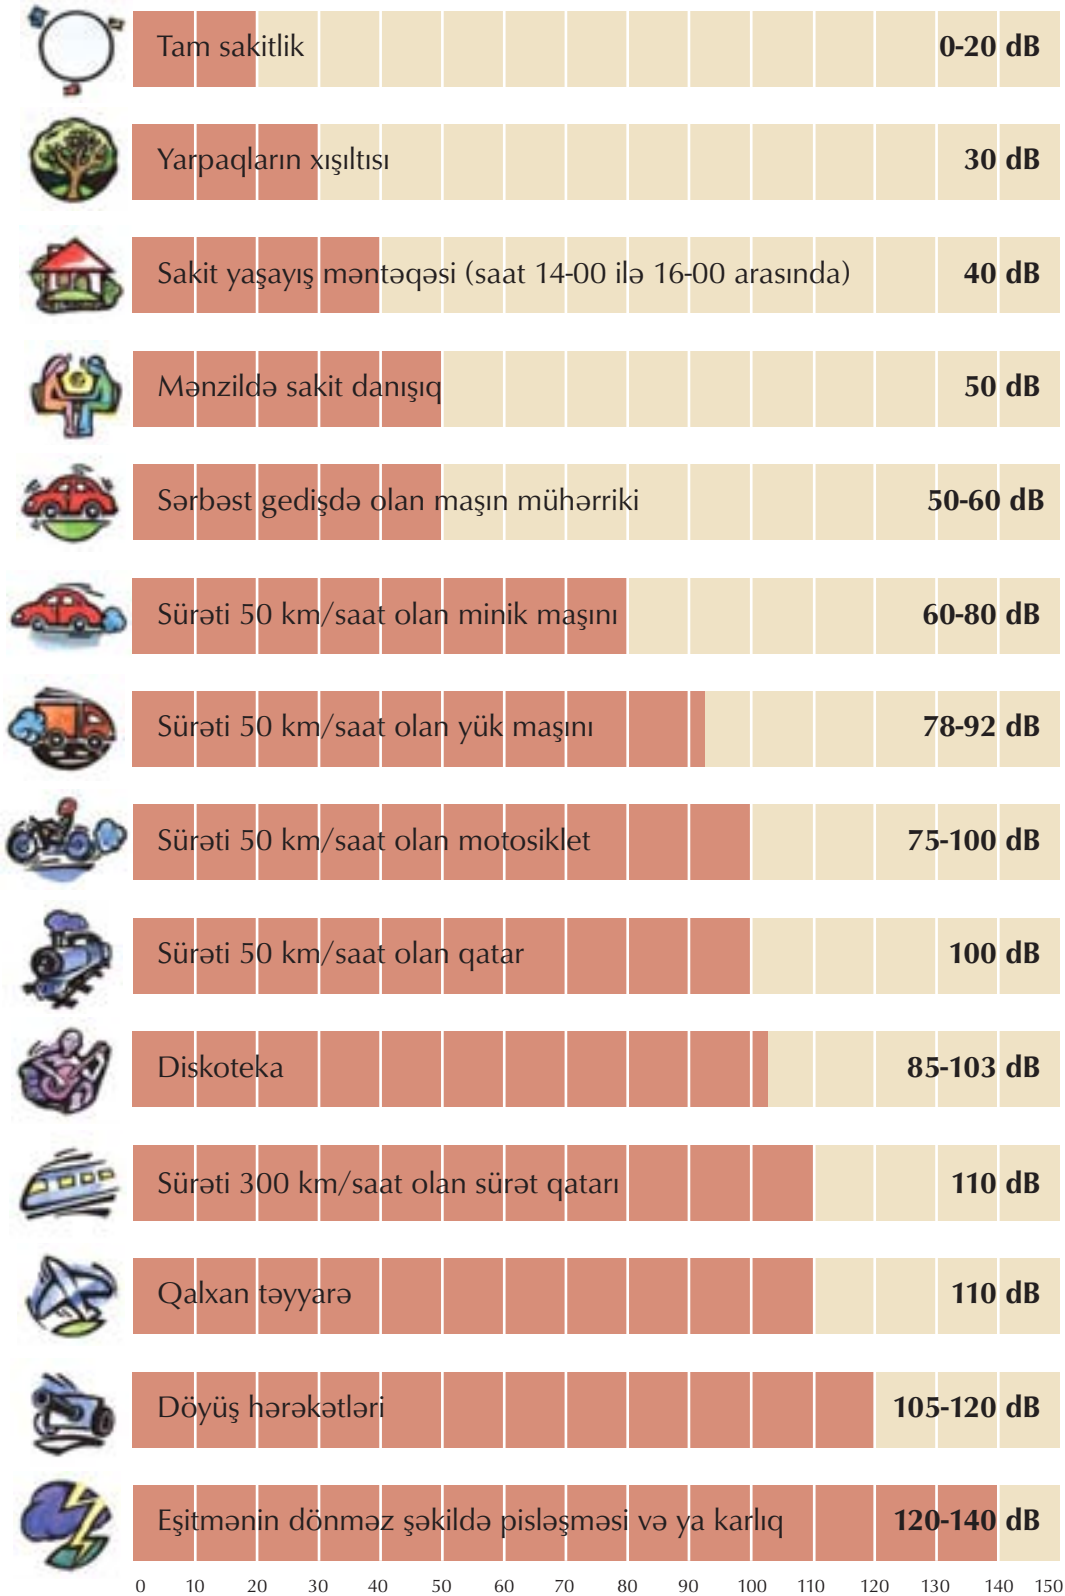 Tam sakitlik 0-20 dB
Yarpaqların xışıltısı 30 dB
Sakit yaşayış məntəqəsi (saat 14-00 ilə 16-00 arasında) 40 dB
Mənzildə sakit danışıq 50 dB
Sərbəst gedişdə olan maşın mühərriki 50-60 dB
Sürəti 50 km/saat olan minik maşını 60-80 dB
Sürəti 50 km/saat olan yük maşını 78-92 dB
Sürəti 50 km/saat olan motosiklet 75-100 dB
Sürəti 50 km/saat olan qatar 100 dB
Diskoteka 85-103 dB
Sürəti 300 km/saat olan sürət qatarı 110 dB
Qalxan təyyarə 110 dB
Döyüş hərəkətləri 105-120 dB
Eşitmənin dönməz şəkildə pisləşməsi və ya karlıq 120-140 dB
0 10 20 30 40 50 60 70 80 90 100 110 120 130 140 150